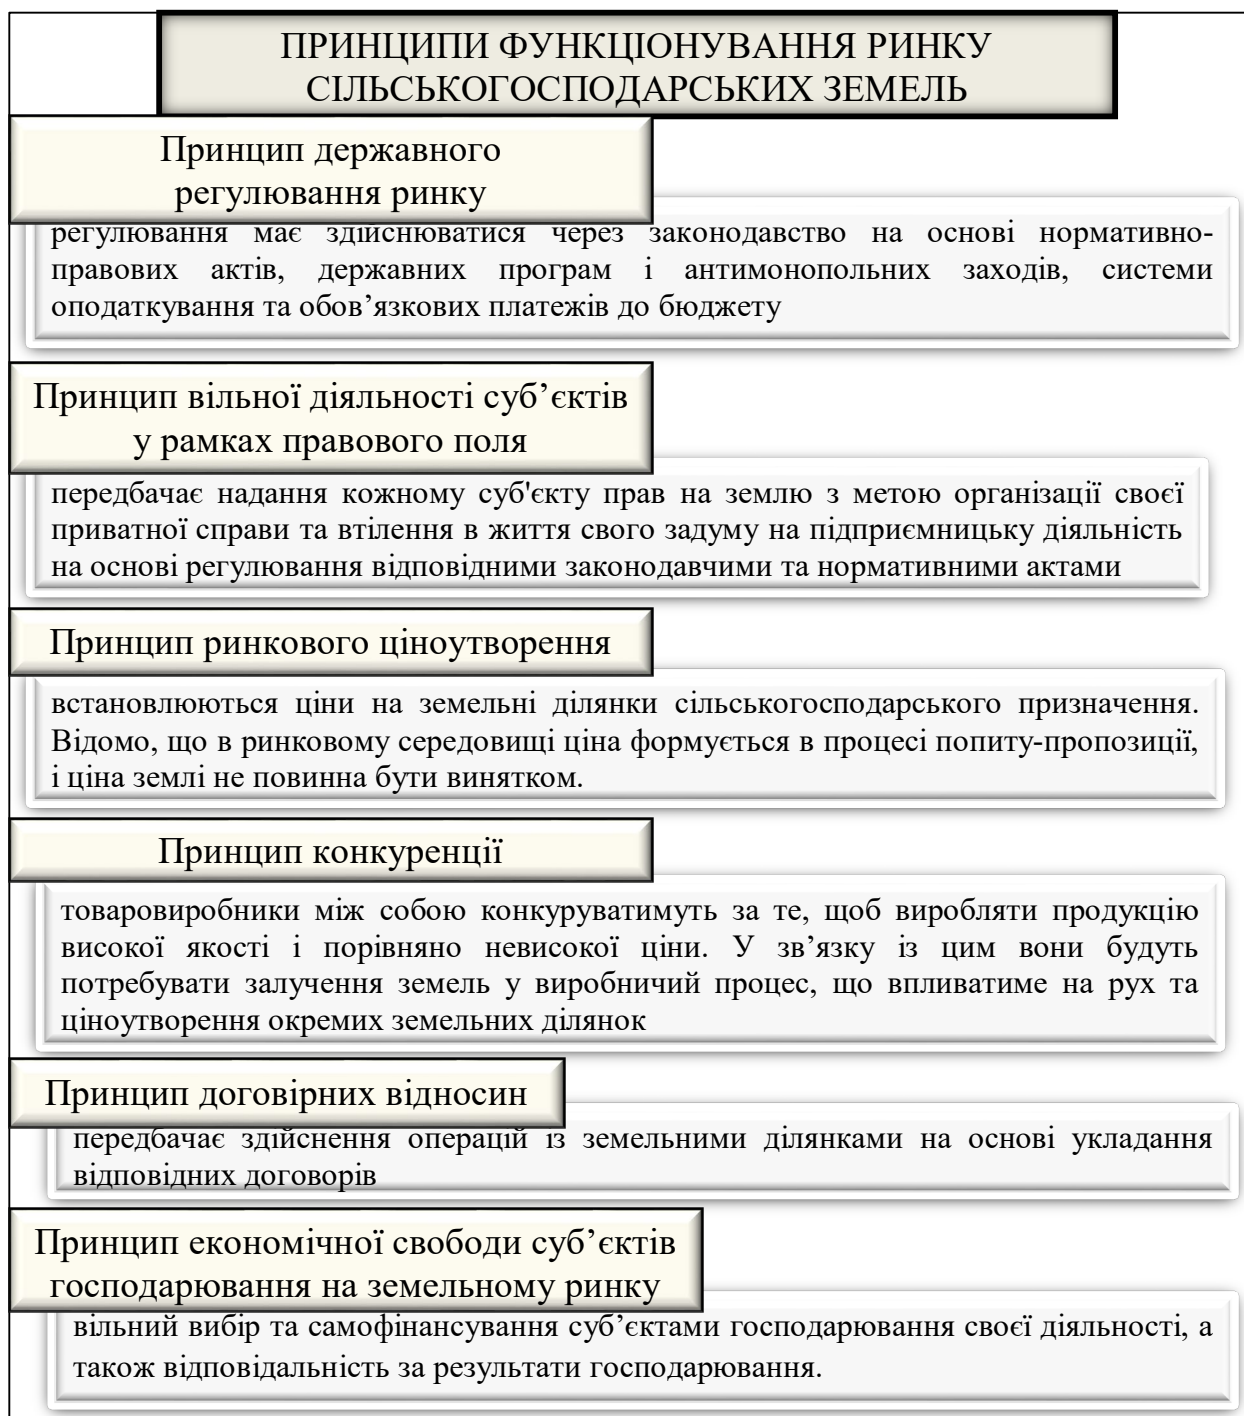 ПРИНЦИПИ ФУНКЦІОНУВАННЯ РИНКУ
СІЛЬСЬКОГОСПОДАРСЬКИХ ЗЕМЕЛЬ
Принцип державного
регулювання ринку
регулювання має здійснюватися через законодавство на основі нормативно-
правових актів, державних програм і антимонопольних заходів, системи
оподаткування та обов’язкових платежів до бюджету
Принцип вільної діяльності суб’єктів
у рамках правового поля
передбачає надання кожному суб'єкту прав на землю з метою організації своєї
приватної справи та втілення в життя свого задуму на підприємницьку діяльність
на основі регулювання відповідними законодавчими та нормативними актами
Принцип ринкового ціноутворення
встановлюються ціни на земельні ділянки сільськогосподарського призначення.
Відомо, що в ринковому середовищі ціна формується в процесі попиту-пропозиції,
і ціна землі не повинна бути винятком.
Принцип конкуренції
товаровиробники між собою конкуруватимуть за те, щоб виробляти продукцію
високої якості і порівняно невисокої ціни. У зв’язку із цим вони будуть
потребувати залучення земель у виробничий процес, що впливатиме на рух та
ціноутворення окремих земельних ділянок
Принцип договірних відносин
передбачає здійснення операцій із земельними ділянками на основі укладання
відповідних договорів
Принцип економічної свободи суб’єктів
господарювання на земельному ринку
вільний вибір та самофінансування суб’єктами господарювання своєї діяльності, а
також відповідальність за результати господарювання.